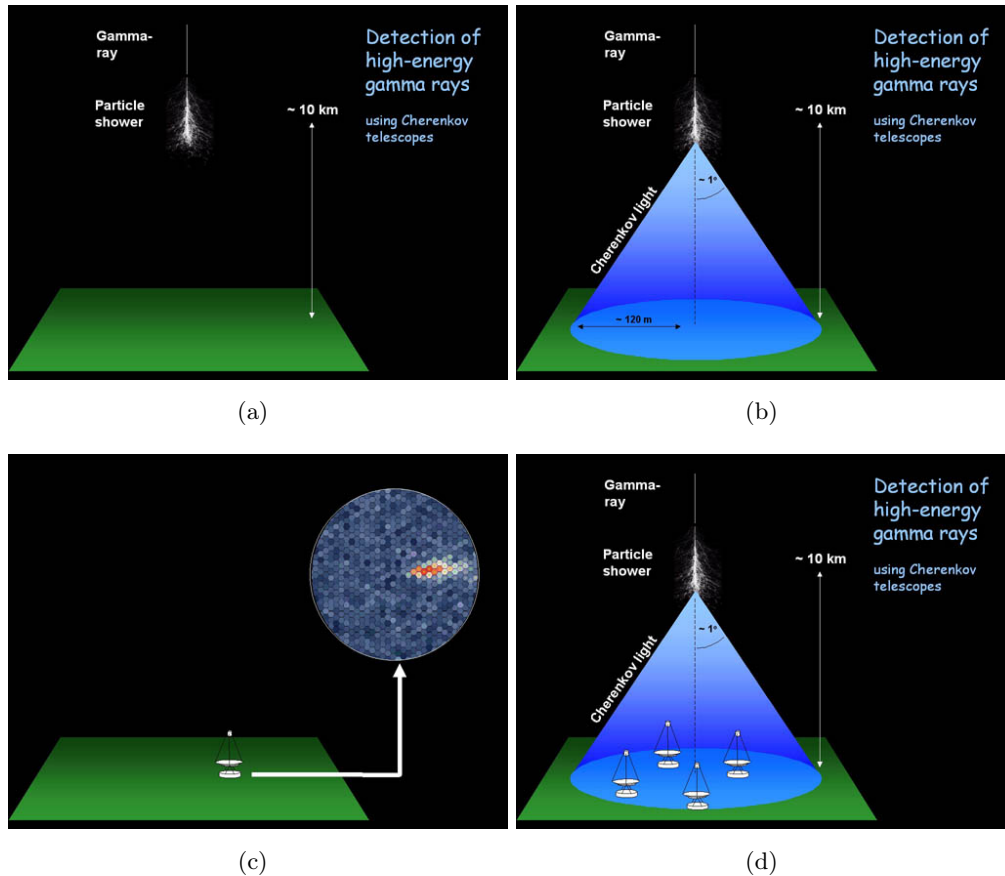 Gamma-
ray
Particle
shower
~ 10 km
Detection of
high-energy
gamma rays
using Cherenkov
telescopes
(a)
Gamma-
ray
Particle
shower
~ 10 km
Detection of
high-energy
gamma rays
using Cherenkov
telescopes
~ 1°
Cherenkov light
~ 120 m
(b)
(c)
Gamma-
ray
Particle
shower
~ 10 km
Detection of
high-energy
gamma rays
using Cherenkov
telescopes
~ 1°
Cherenkov light
(d)